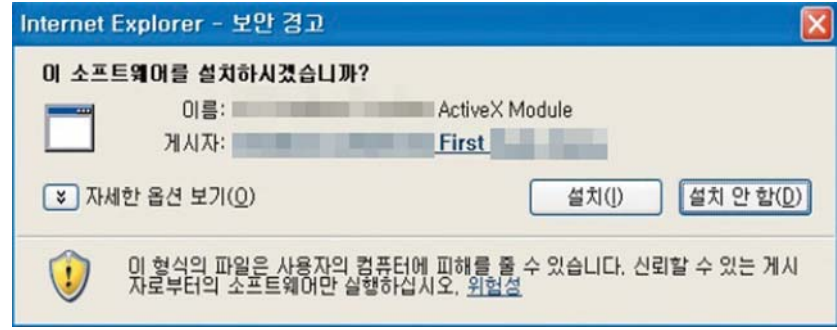 Internet Explorer - 보안 경고
이 소프트웨어를 설치하시겠습니까?
이름: ActiveX Module
게시자: First
자세한 옵션 보기(O)
설치(I) 설치 안 함(D)
이 형식의 파일은 사용자의 컴퓨터에 피해를 줄 수 있습니다. 신뢰할 수 있는 게시
자로부터의 소프트웨어만 실행하십시오. 위험성